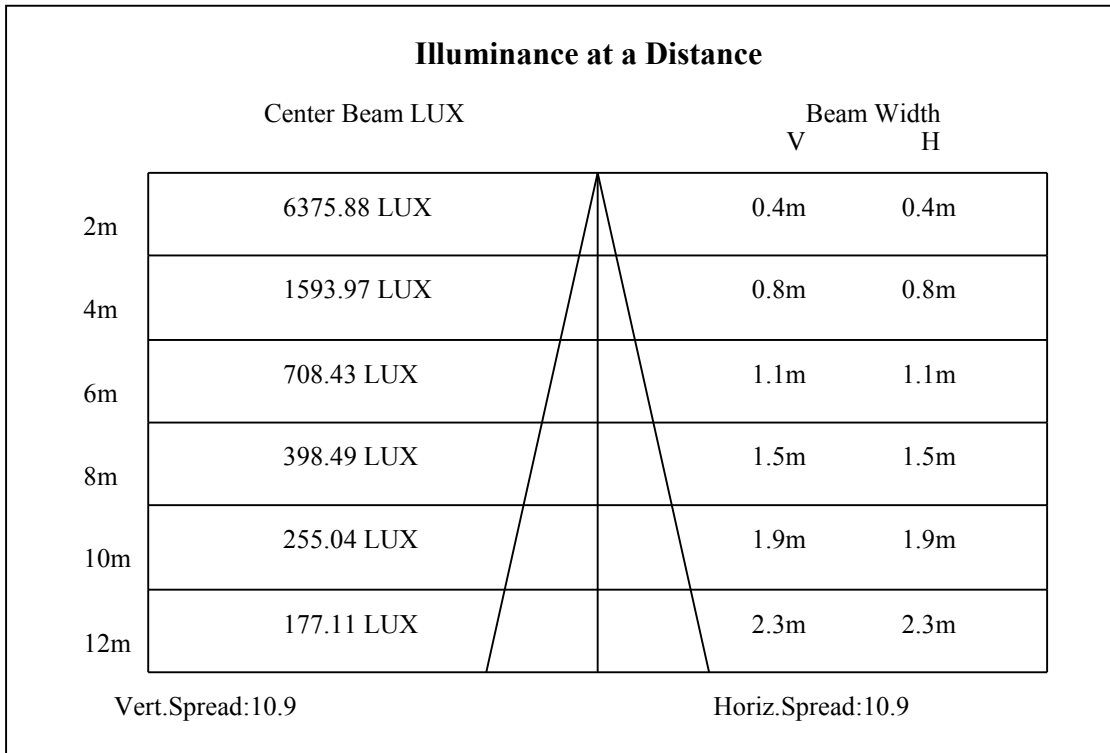 Illuminance at a Distance
Center Beam LUX Beam Width
V H
2m 6375.88 LUX 0.4m 0.4m
4m 1593.97 LUX 0.8m 0.8m
6m 708.43 LUX 1.1m 1.1m
8m 398.49 LUX 1.5m 1.5m
10m 255.04 LUX 1.9m 1.9m
12m 177.11 LUX 2.3m 2.3m
Vert.Spread:10.9 Horiz.Spread:10.9